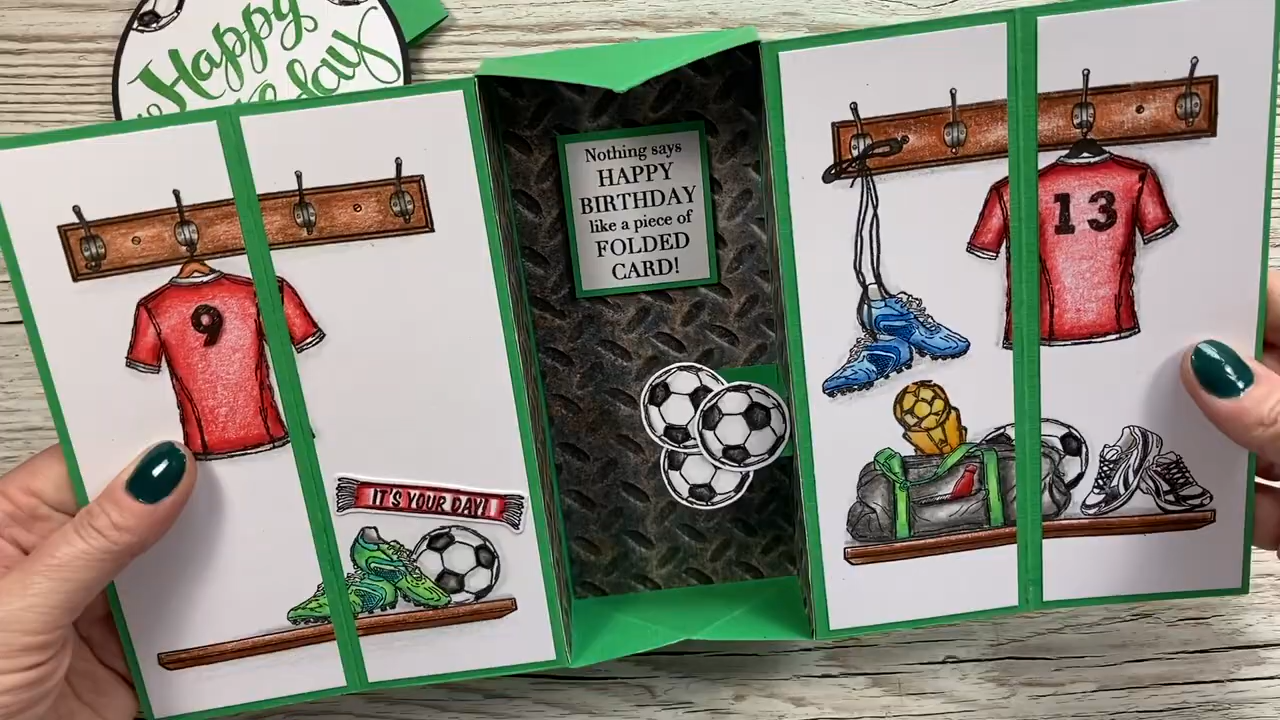 Happy
9
IT'S YOUR DAY!
Nothing says
HAPPY
BIRTHDAY
like a piece of
FOLDED
CARD!
13